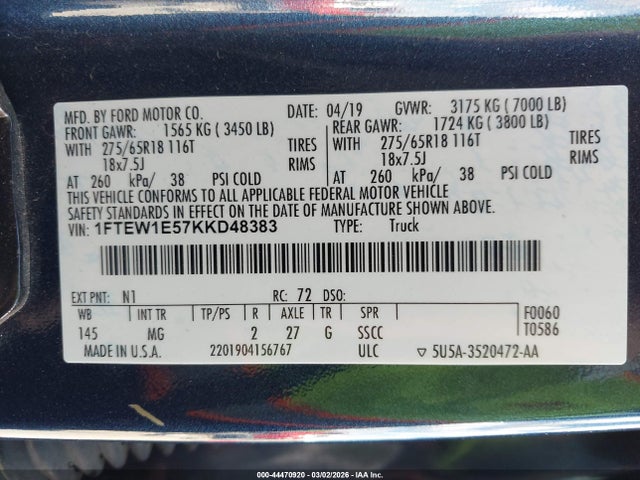 MFD. BY FORD MOTOR CO. DATE: 04/19 GVWR: 3175 KG ( 7000 LB)
FRONT GAWR: 1565 KG ( 3450 LB) REAR GAWR: 1724 KG ( 3800 LB)
WITH 275/65R18 116T TIRES WITH 275/65R18 116T TIRES
18x7.5J RIMS 18x7.5J RIMS
AT 260 kPa/ 38 PSI COLD AT 260 kPa/ 38 PSI COLD
THIS VEHICLE CONFORMS TO ALL APPLICABLE FEDERAL MOTOR VEHICLE
SAFETY STANDARDS IN EFFECT ON THE DATE OF MANUFACTURE SHOWN ABOVE.
VIN: 1FTEW1E57KKD48383 TYPE: Truck
EXT PNT: N1 RC: 72 DSO:
WB INT TR TP/PS R AXLE TR SPR F0060
145 MG 2 27 G SSCC T0586
MADE IN U.S.A. 2201904156767 ULC ▽ 5U5A-3520472-AA
000-44470920 - 03/02/2026 - IAA Inc.